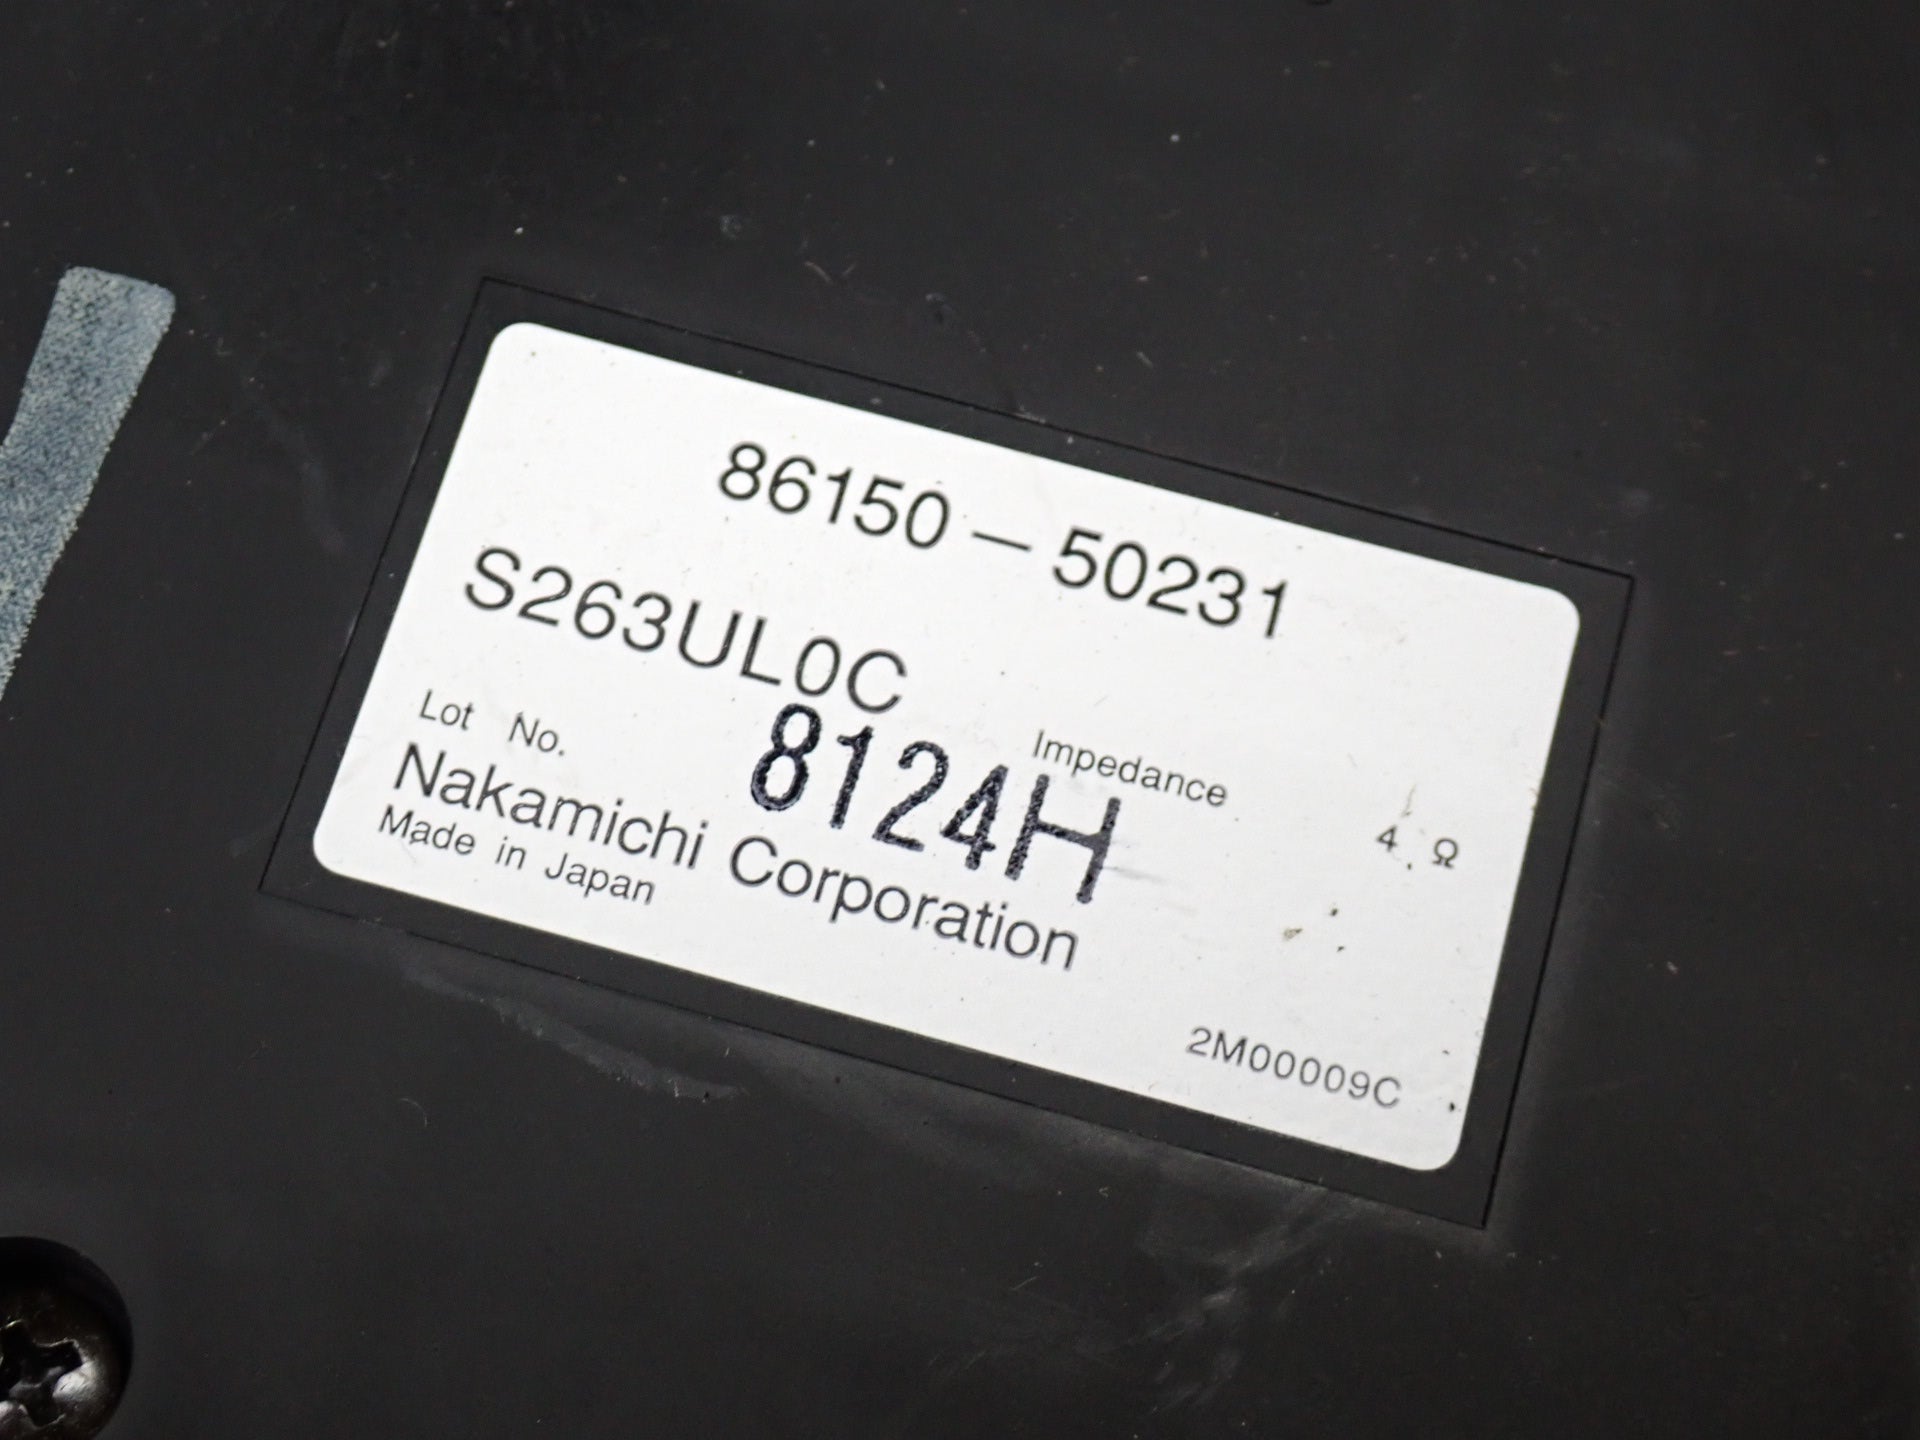 86150-50231
S263UL0C
Lot No. 8124H Impedance 4 Ω
Nakamichi Corporation
Made in Japan
2M00009C